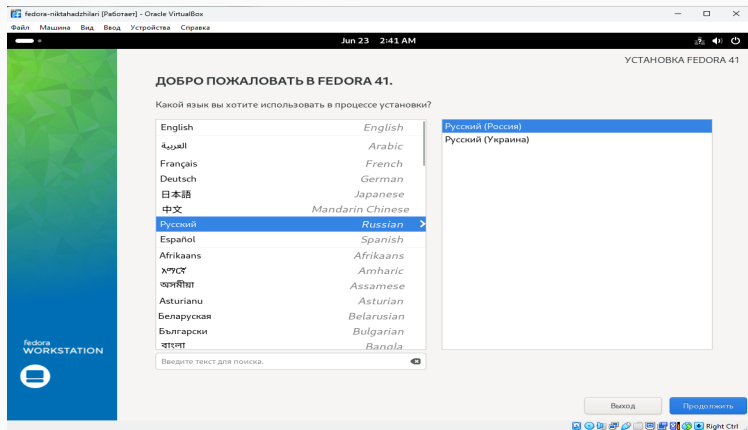 fedora-niktahadzhilari [Работает] - Oracle VirtualBox
Файл Машина Вид Ввод Устройства Справка
Jun 23 2:41 AM
УСТАНОВКА FEDORA 41
ДОБРО ПОЖАЛОВАТЬ В FEDORA 41.
Какой язык вы хотите использовать в процессе установки?
English English
العربية Arabic
Français French
Deutsch German
日本語 Japanese
中文 Mandarin Chinese
Русский Russian
Español Spanish
Afrikaans Afrikaans
አማርኛ Amharic
অসমীয়া Assamese
Asturianu Asturian
Беларуская Belarusian
Български Bulgarian
বাংলা Bangla
Русский (Россия)
Русский (Украина)
Введите текст для поиска.
fedora
WORKSTATION
Выход Продолжить
Right Ctrl